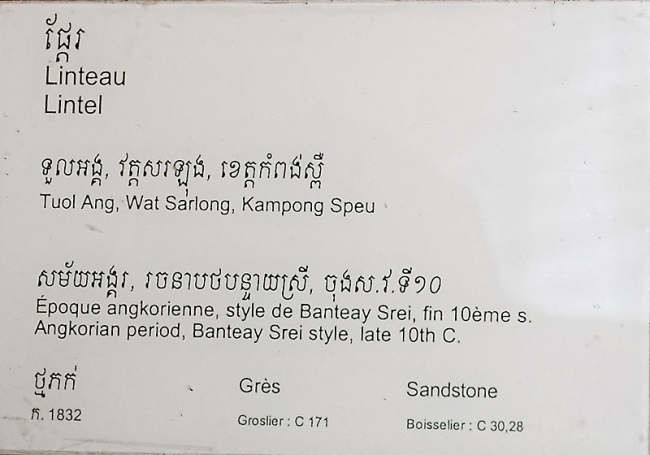 ផ្ដែរ
Linteau
Lintel
ទួលអង្គ, វត្តសរឡុង, ខេត្តកំពង់ស្ពឺ
Tuol Ang, Wat Sarlong, Kampong Speu
សម័យអង្គរ, រចនាបថបន្ទាយស្រី, ចុងស.វ.ទី១០
Époque angkorienne, style de Banteay Srei, fin 10ème s.
Angkorian period, Banteay Srei style, late 10th C.
ថ្មភក់ Grès Sandstone
ក. 1832 Groslier : C 171 Boisselier : C 30,28